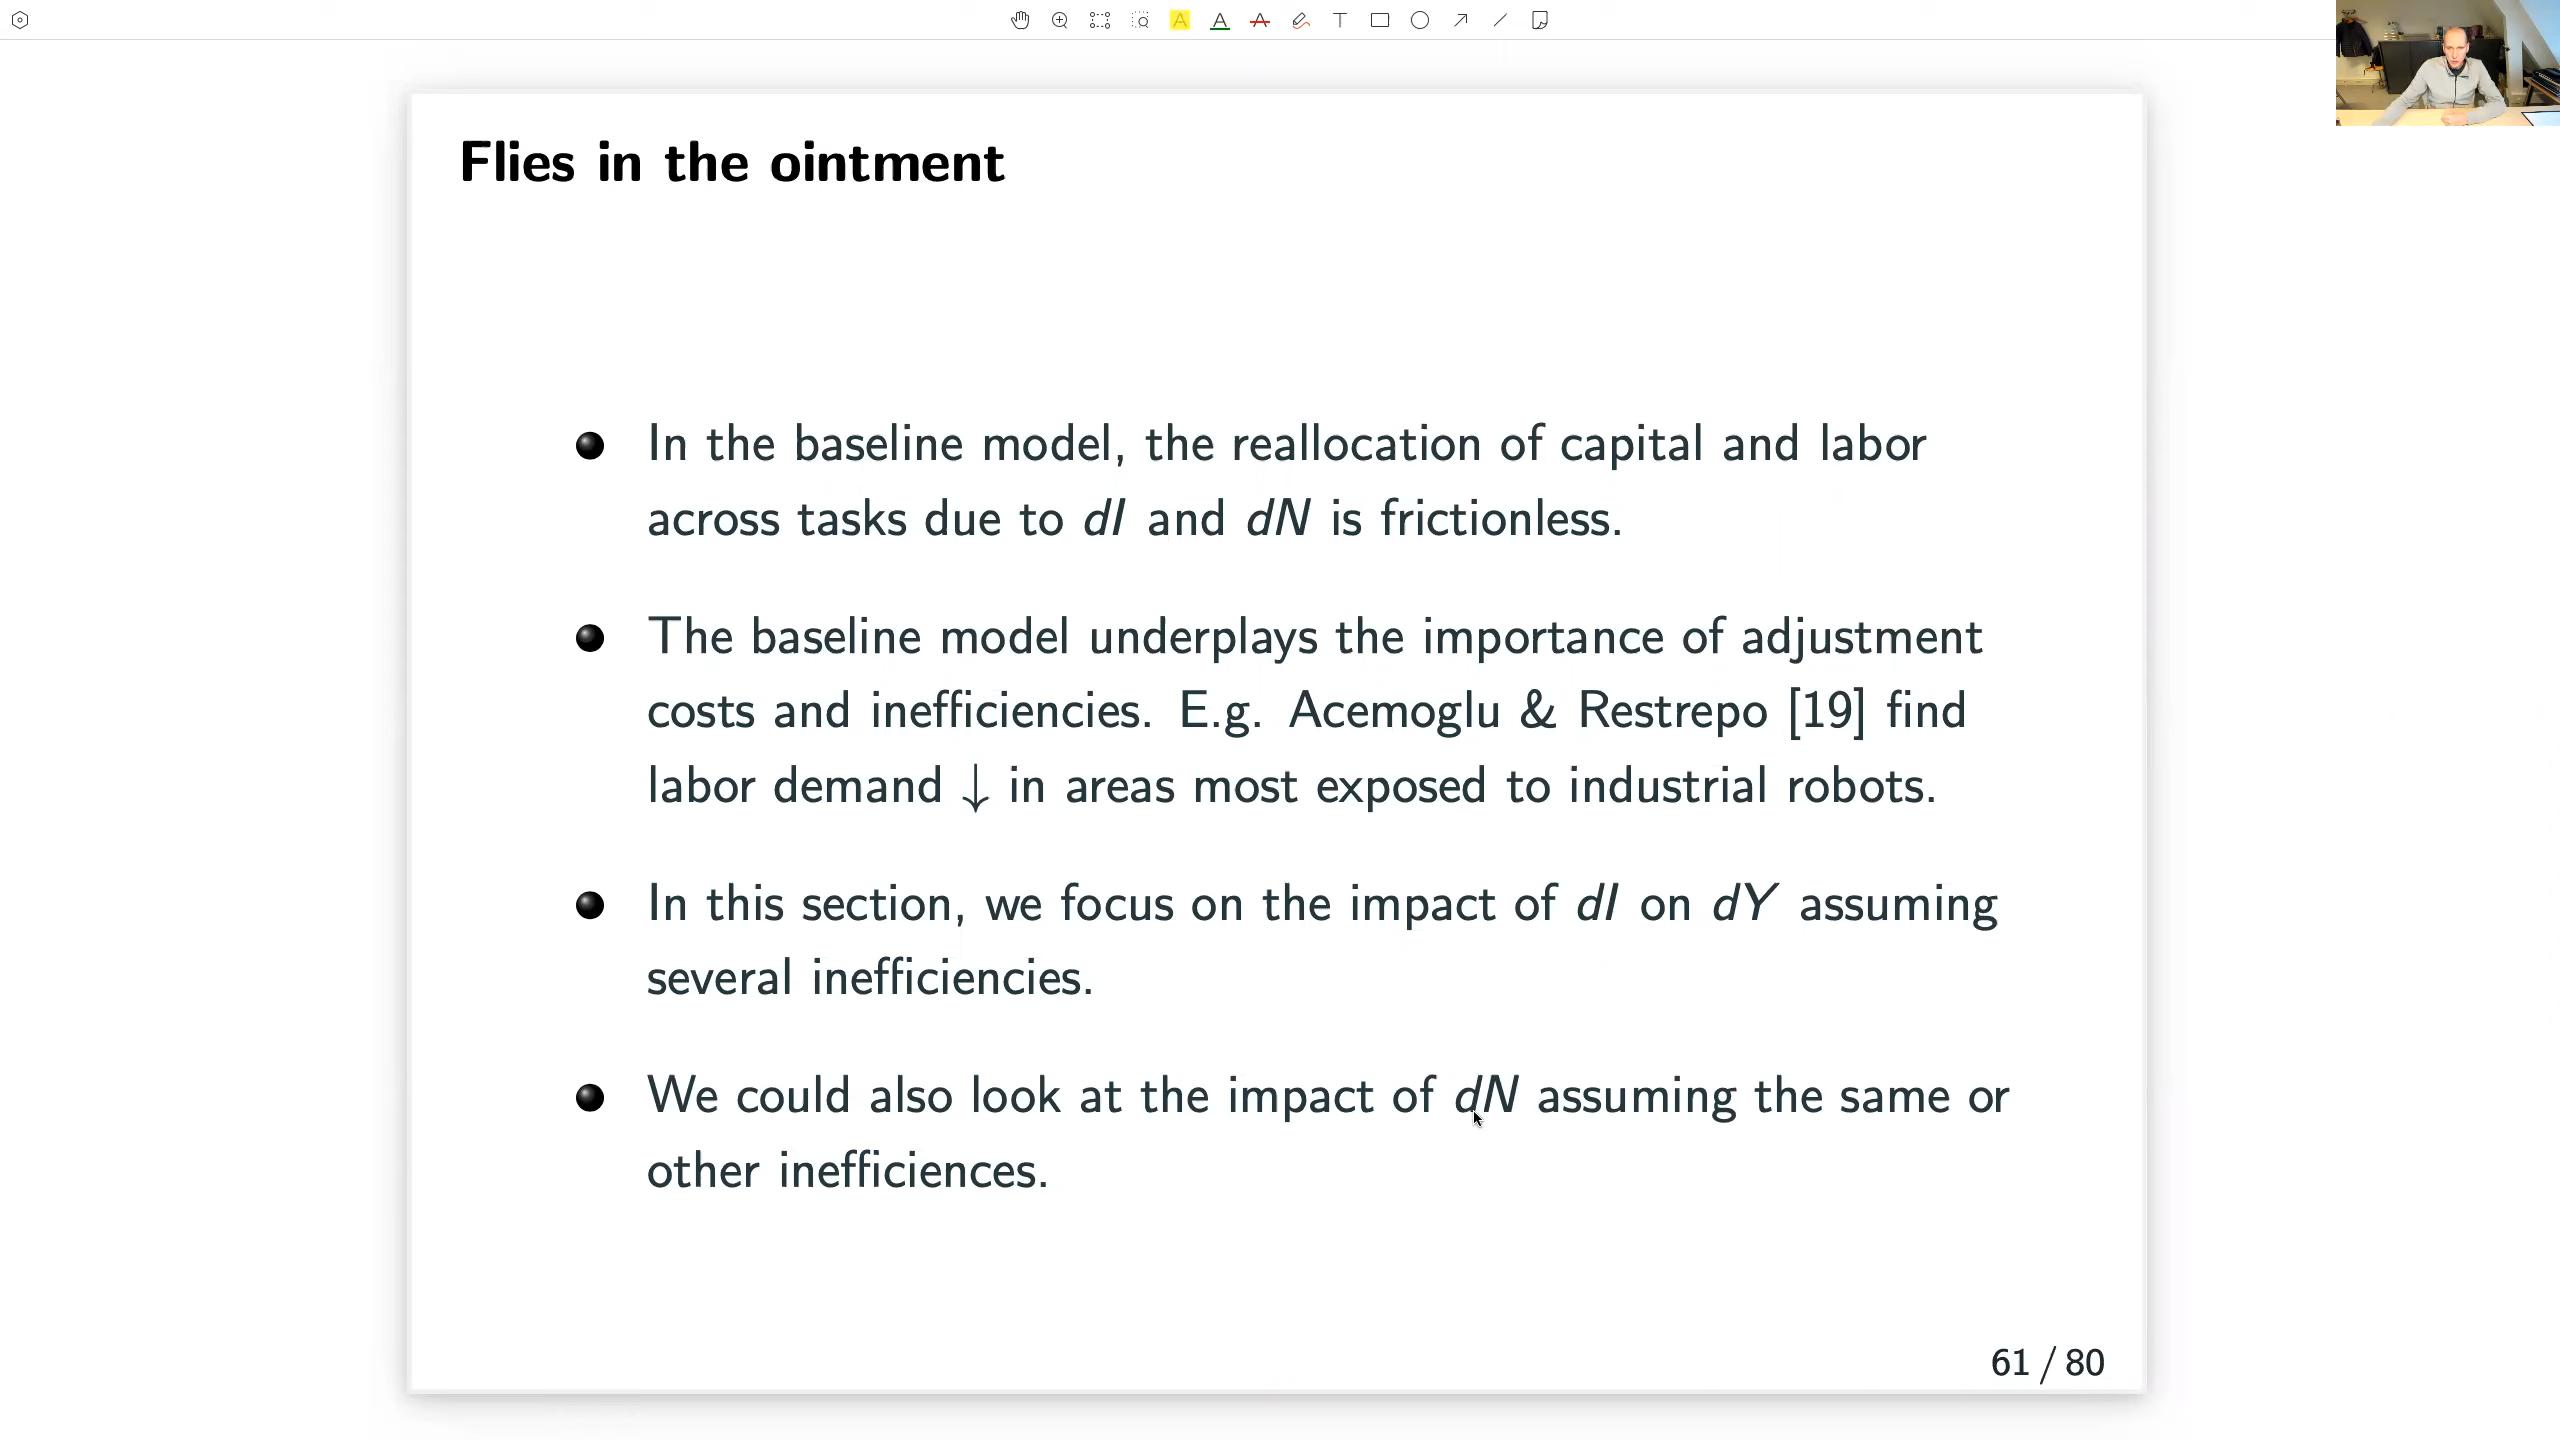 Flies in the ointment
In the baseline model, the reallocation of capital and labor
across tasks due to dI and dN is frictionless.
The baseline model underplays the importance of adjustment
costs and inefficiencies. E.g. Acemoglu & Restrepo [19] find
labor demand ↓ in areas most exposed to industrial robots.
In this section, we focus on the impact of dI on dY assuming
several inefficiencies.
We could also look at the impact of dN assuming the same or
other inefficiences.
61 / 80